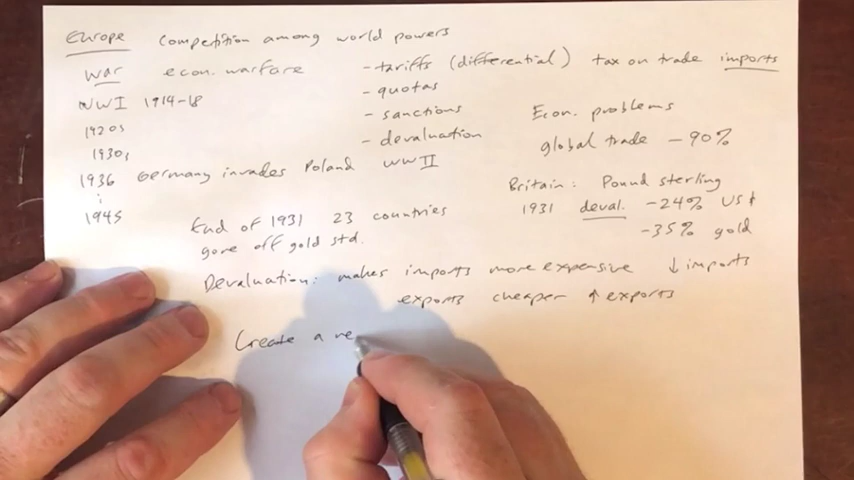 Europe competition among world powers
War econ. warfare - tariffs (differential) tax on trade imports
WWI 1914-18 - quotas
1920s - sanctions Econ. problems
1930s - devaluation global trade -90%
1936 Germany invades Poland WWII
: Britain: Pound sterling
1945 1931 deval. -24% US$
End of 1931 23 countries -35% gold
gone off gold std.
Devaluation: makes imports more expensive ↓ imports
exports cheaper ↑ exports
Create a ne